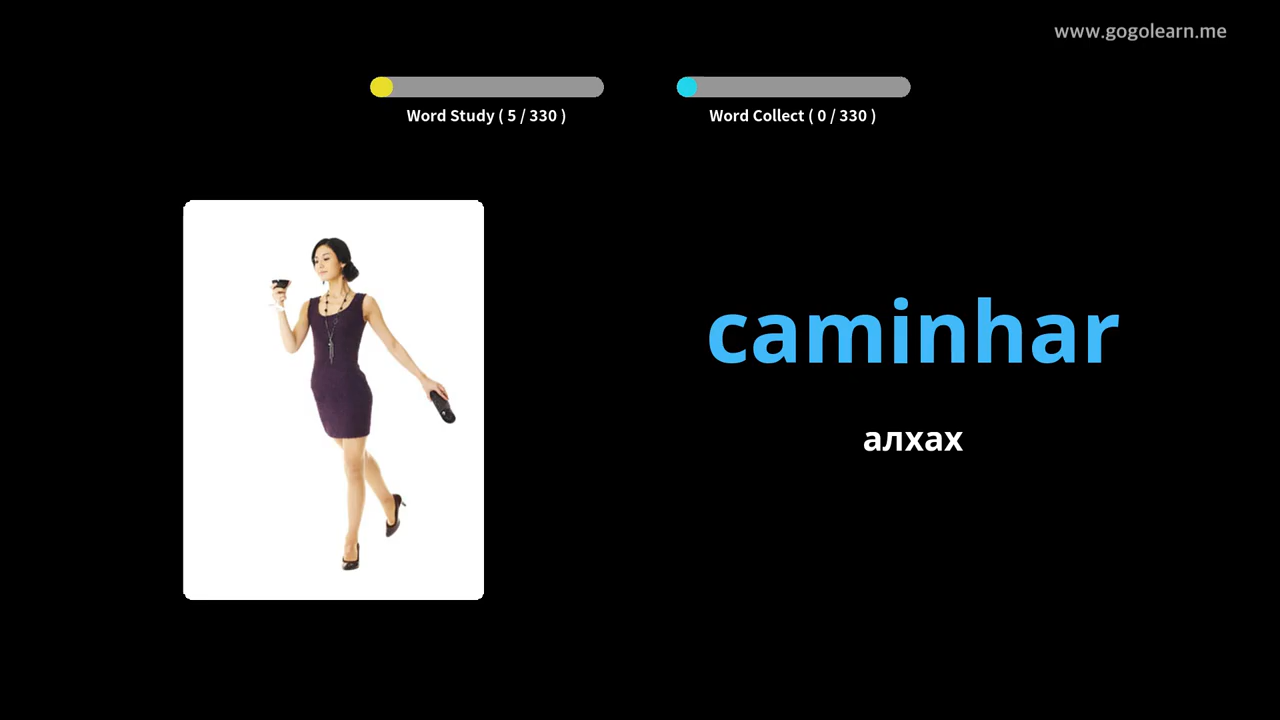 www.gogolearn.me
Word Study ( 5 / 330 )
Word Collect ( 0 / 330 )
caminhar
алхах